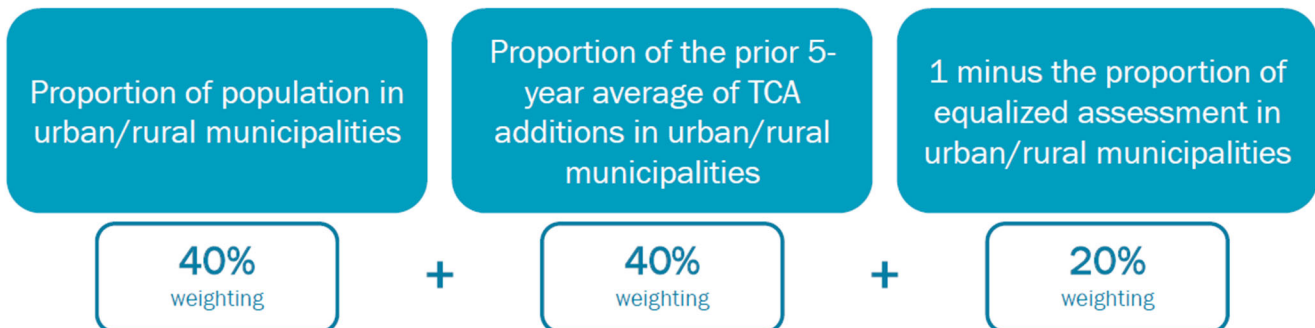 Proportion of population in
urban/rural municipalities
Proportion of the prior 5-
year average of TCA
additions in urban/rural
municipalities
1 minus the proportion of
equalized assessment in
urban/rural municipalities
40%
weighting
+
40%
weighting
+
20%
weighting